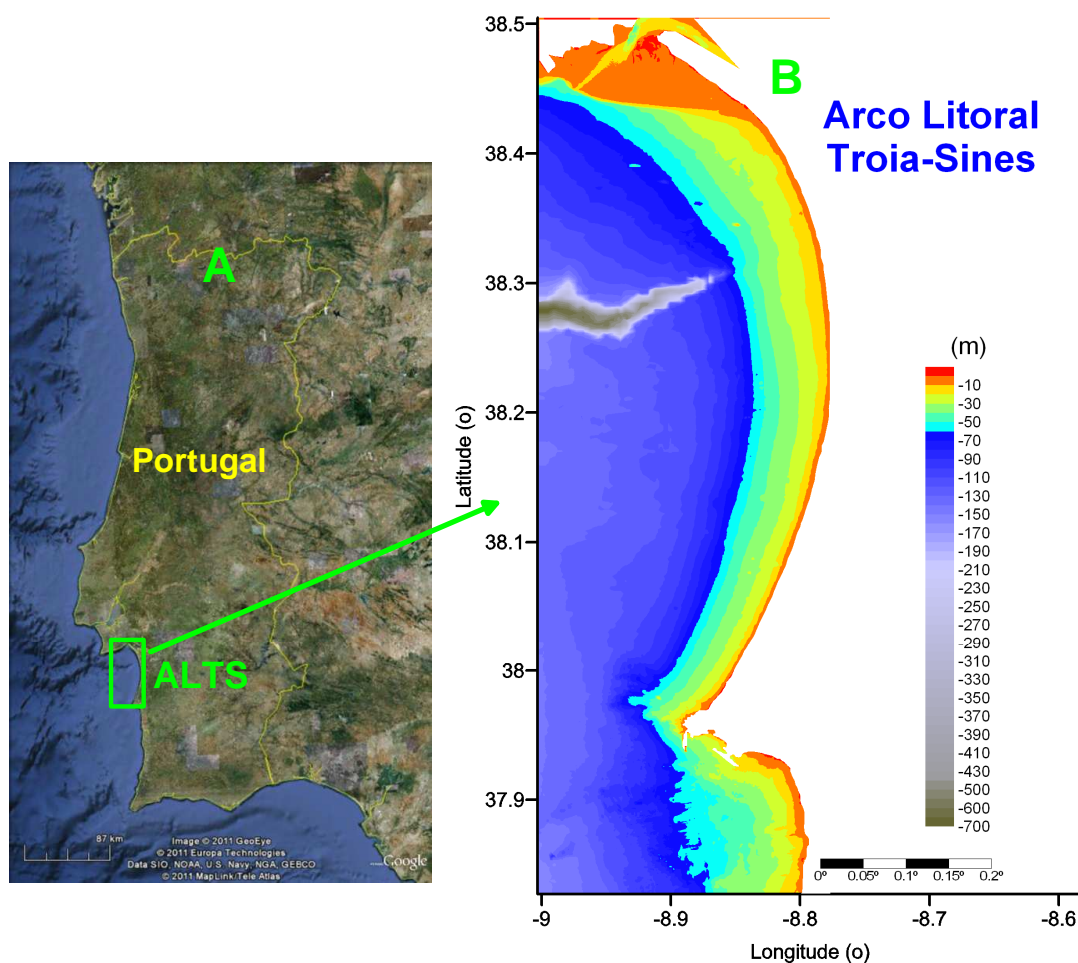 A
Portugal
ALTS
87 km
Image © 2011 GeoEye
© 2011 Europa Technologies
Data SIO, NOAA, U.S. Navy, NGA, GEBCO
© 2011 MapLink/Tele Atlas
Google
B
Arco Litoral
Troia-Sines
Latitude (o)
38.5
38.4
38.3
38.2
38.1
38
37.9
(m)
-10
-30
-50
-70
-90
-110
-130
-150
-170
-190
-210
-230
-250
-270
-290
-310
-330
-350
-370
-390
-410
-430
-500
-600
-700
0º 0.05º 0.1º 0.15º 0.2º
-9 -8.9 -8.8 -8.7 -8.6
Longitude (o)